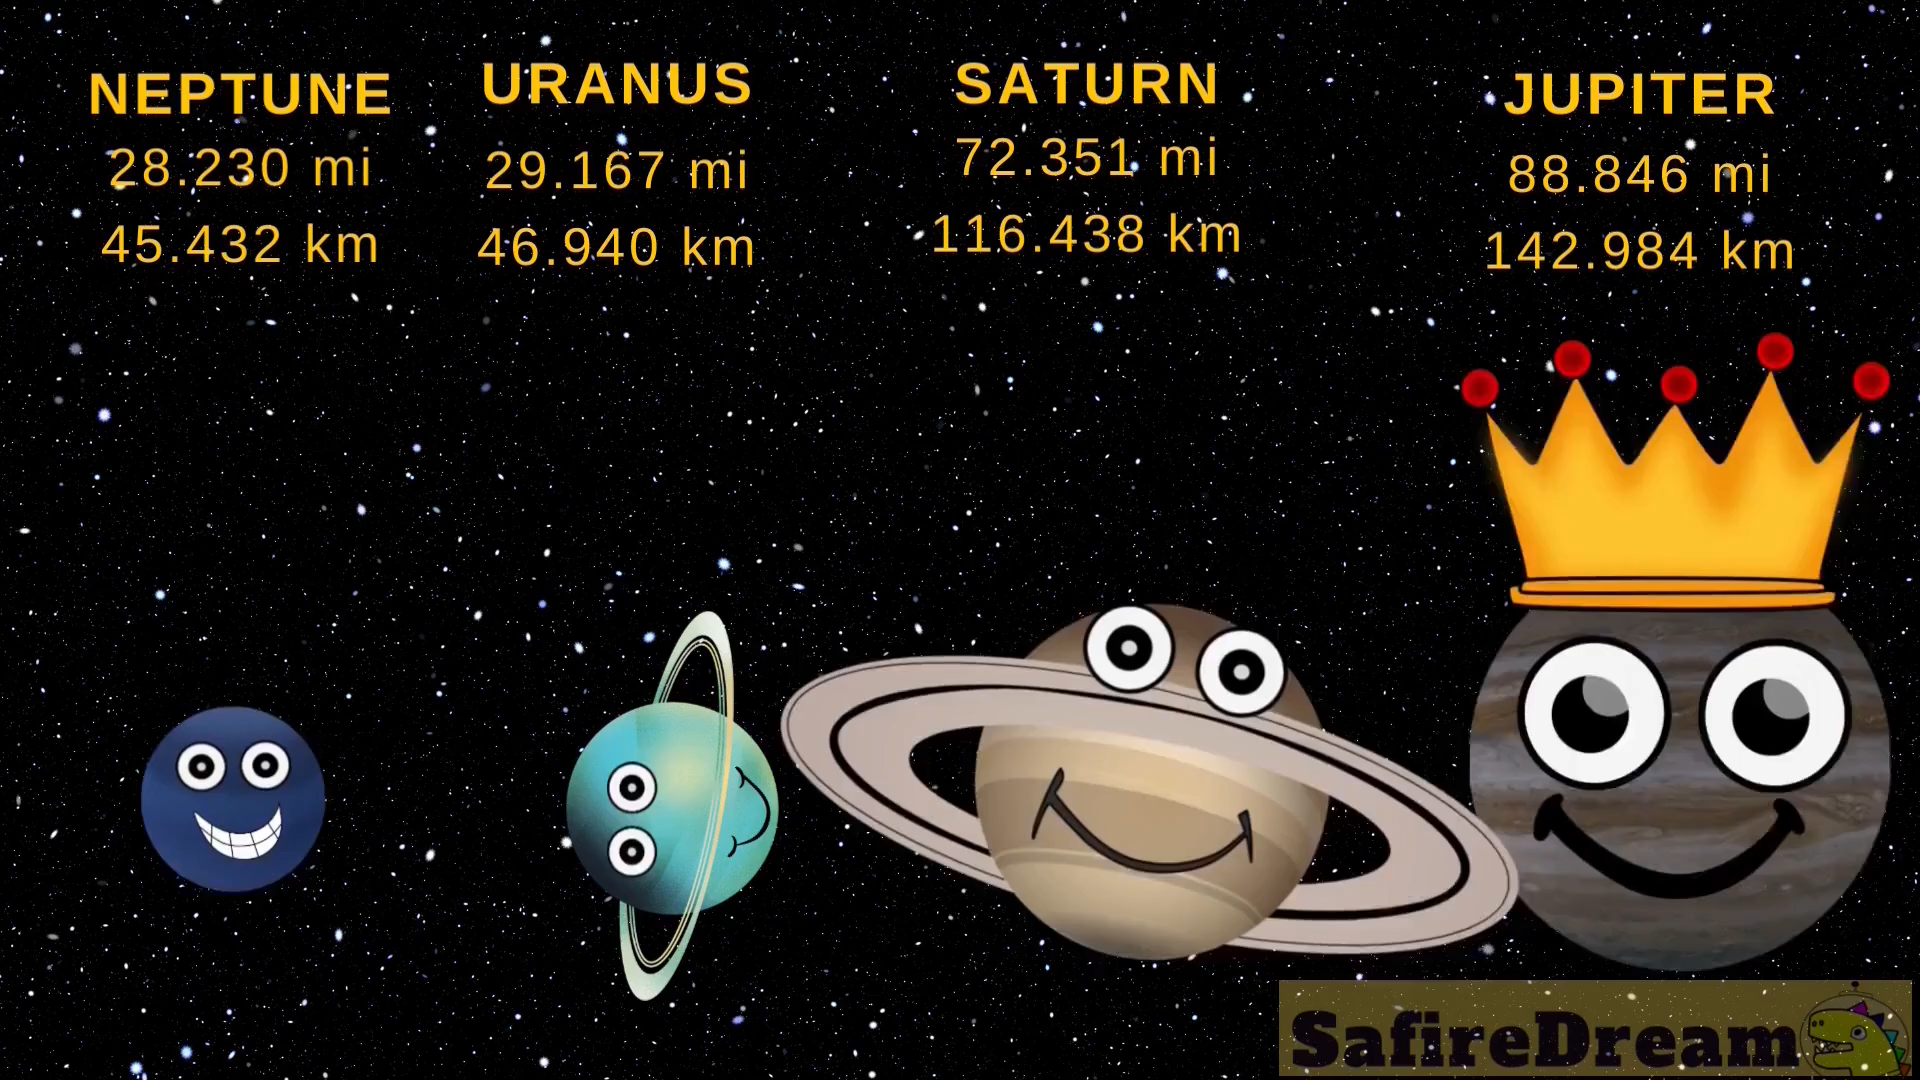 NEPTUNE
28.230 mi
45.432 km
URANUS
29.167 mi
46.940 km
SATURN
72.351 mi
116.438 km
JUPITER
88.846 mi
142.984 km
SafireDream